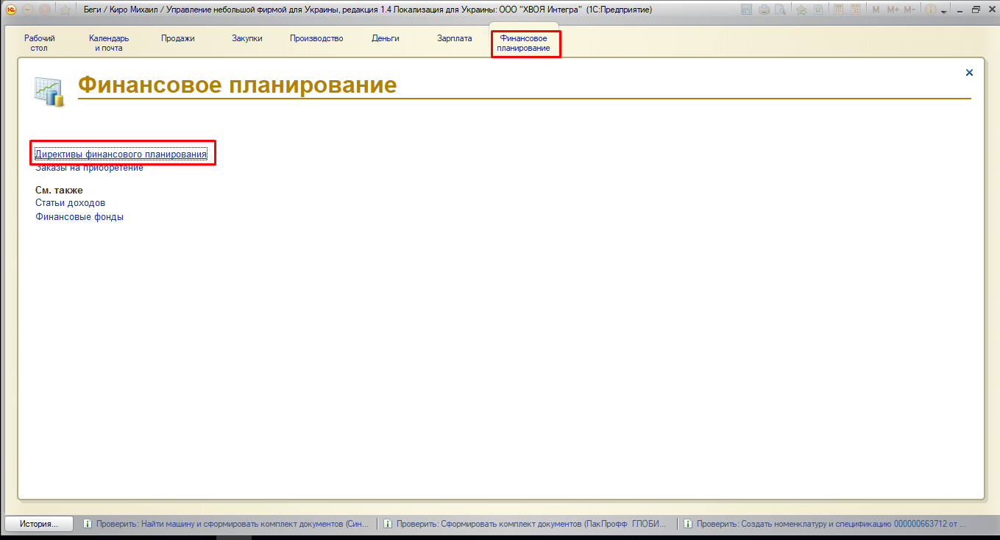 Беги / Киро Михаил / Управление небольшой фирмой для Украины, редакция 1.4 Локализация для Украины: ООО "ХВОЯ Интегра" (1С:Предприятие)
M M+ M-
Рабочий стол
Календарь и почта
Продажи
Закупки
Производство
Деньги
Зарплата
Финансовое планирование
Финансовое планирование
Директивы финансового планирования
Заказы на приобретение
См. также
Статьи доходов
Финансовые фонды
История...
Проверить: Найти машину и сформировать комплект документов (Син...
Проверить: Сформировать комплект документов (ПакПрофф ГЛОБИ...
Проверить: Создать номенклатуру и спецификацию 000000663712 от ...